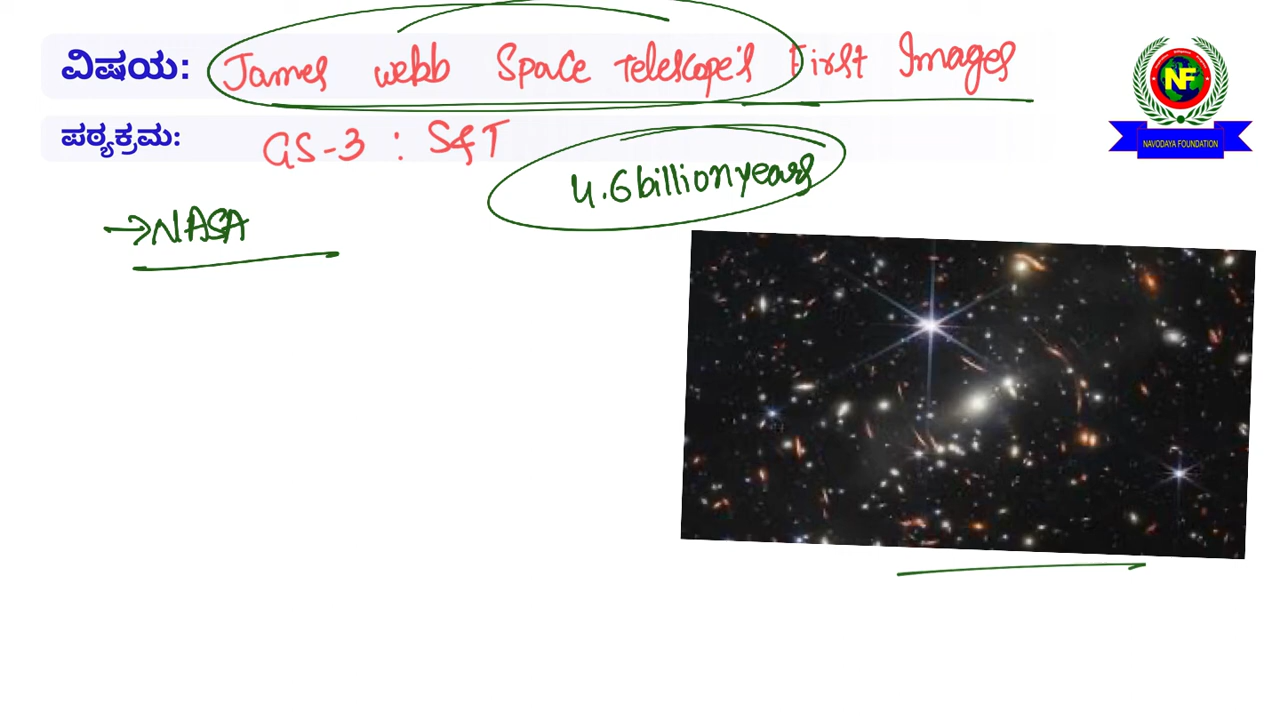 ವಿಷಯ: James webb Space telescope's First Images
ಪಠ್ಯಕ್ರಮ: GS-3 : S&T
4.6 billion years
→NASA
NF
NAVODAYA FOUNDATION